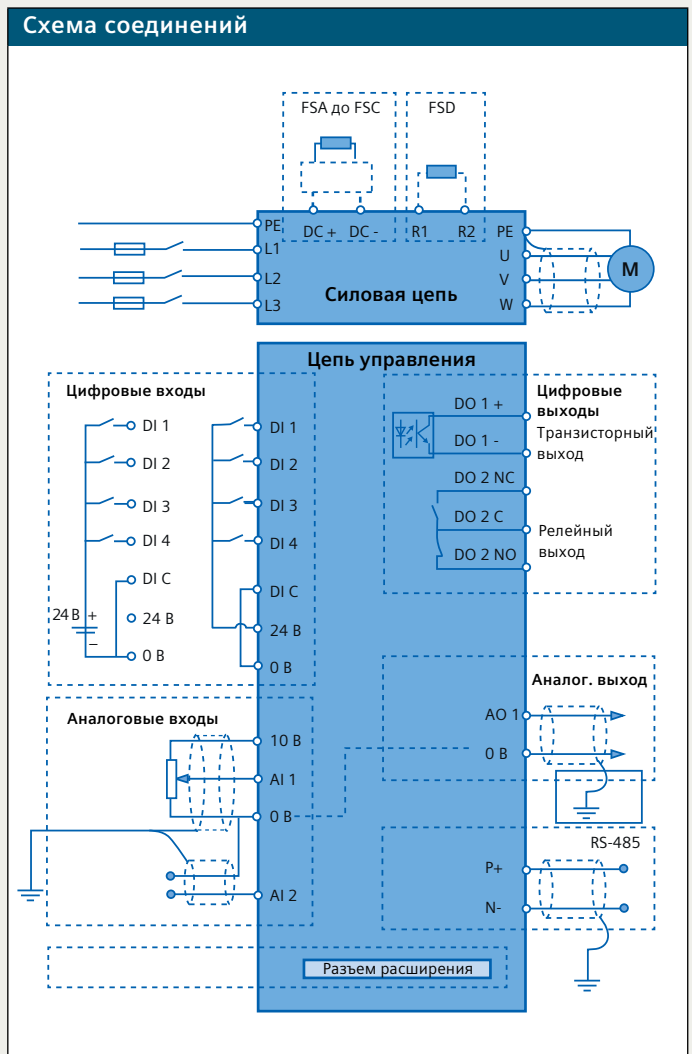 Схема соединений
FSA до FSC
FSD
PE
DC +
DC -
R1
R2
PE
L1
U
L2
V
L3
W
Силовая цепь
M
Цепь управления
Цифровые входы
DI 1
DI 2
DI 3
DI 4
DI C
24 В
+
–
24 В
0 В
DI 1
DI 2
DI 3
DI 4
DI C
24 В
0 В
DO 1 +
DO 1 -
DO 2 NC
DO 2 C
DO 2 NO
Цифровые
выходы
Транзисторный
выход
Релейный
выход
Аналоговые входы
10 В
AI 1
0 В
AI 2
Аналог. выход
AO 1
0 В
RS-485
P+
N-
Разъем расширения